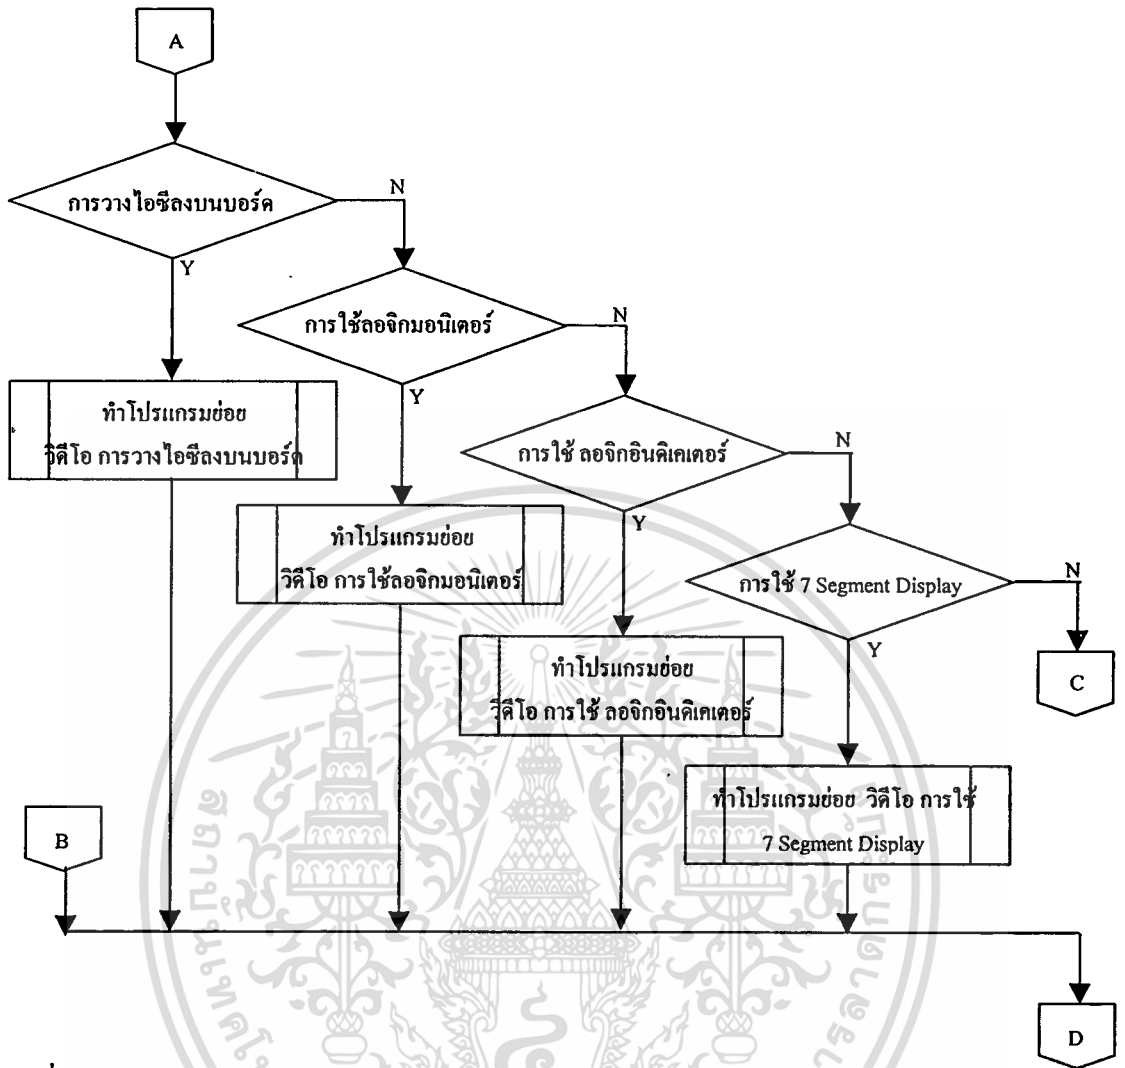 A
การวางไอซีลงบนบอร์ด
N
Y
การใช้ลอจิกมอนิเตอร์
N
Y
ทำโปรแกรมย่อย
วิดีโอ การวางไอซีลงบนบอร์ด
การใช้ ลอจิกอินดิเคเตอร์
N
Y
ทำโปรแกรมย่อย
วิดีโอ การใช้ลอจิกมอนิเตอร์
การใช้ 7 Segment Display
N
Y
ทำโปรแกรมย่อย
วิดีโอ การใช้ ลอจิกอินดิเคเตอร์
C
ทำโปรแกรมย่อย วิดีโอ การใช้
7 Segment Display
B
D